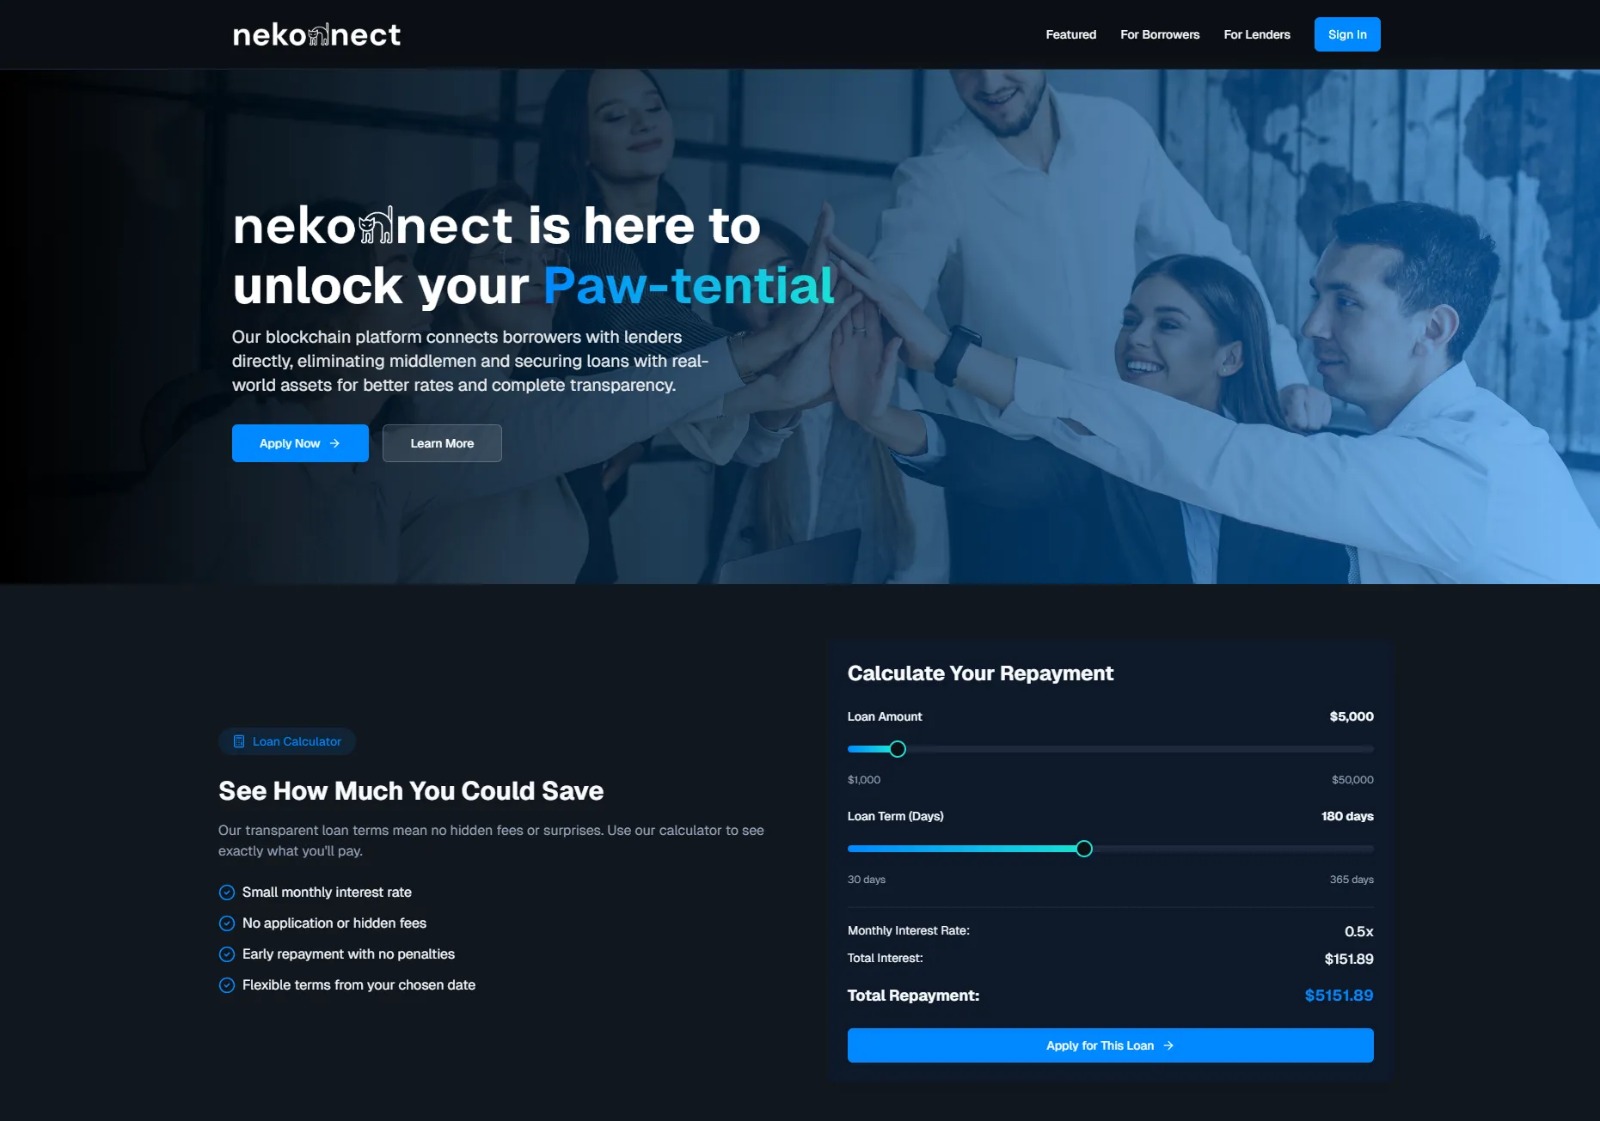 nekonnect
Featured
For Borrowers
For Lenders
Sign In
nekonnect is here to
unlock your Paw-tential
Our blockchain platform connects borrowers with lenders
directly, eliminating middlemen and securing loans with real-
world assets for better rates and complete transparency.
Apply Now →
Learn More
Loan Calculator
See How Much You Could Save
Our transparent loan terms mean no hidden fees or surprises. Use our calculator to see
exactly what you'll pay.
Small monthly interest rate
No application or hidden fees
Early repayment with no penalties
Flexible terms from your chosen date
Calculate Your Repayment
Loan Amount $5,000
$1,000 $50,000
Loan Term (Days) 180 days
30 days 365 days
Monthly Interest Rate: 0.5x
Total Interest: $151.89
Total Repayment: $5151.89
Apply for This Loan →